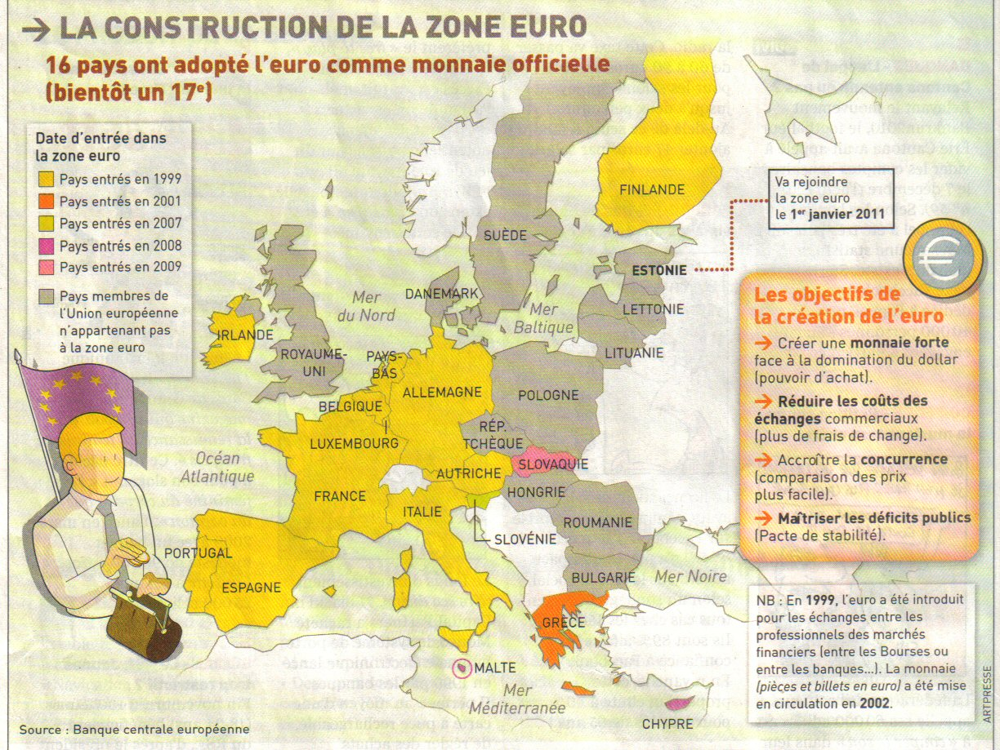 → LA CONSTRUCTION DE LA ZONE EURO
16 pays ont adopté l'euro comme monnaie officielle
(bientôt un 17e)
Date d'entrée dans
la zone euro
Pays entrés en 1999
Pays entrés en 2001
Pays entrés en 2007
Pays entrés en 2008
Pays entrés en 2009
Pays membres de
l'Union européenne
n'appartenant pas
à la zone euro
FINLANDE
Va rejoindre
la zone euro
le 1er janvier 2011
SUÈDE
ESTONIE
DANEMARK
LETTONIE
Mer
du Nord
Mer
Baltique
LITUANIE
IRLANDE
ROYAUME-
UNI
PAYS-
BAS
ALLEMAGNE
POLOGNE
BELGIQUE
RÉP.
TCHÈQUE
LUXEMBOURG
SLOVAQUIE
Océan
Atlantique
AUTRICHE
FRANCE
HONGRIE
ITALIE
ROUMANIE
SLOVÉNIE
PORTUGAL
ESPAGNE
BULGARIE
Mer Noire
GRÈCE
MALTE
Mer
Méditerranée
CHYPRE
€
Les objectifs de
la création de l'euro
→ Créer une monnaie forte
face à la domination du dollar
(pouvoir d'achat).
→ Réduire les coûts des
échanges commerciaux
(plus de frais de change).
→ Accroître la concurrence
(comparaison des prix
plus facile).
→ Maîtriser les déficits publics
(Pacte de stabilité).
NB : En 1999, l'euro a été introduit
pour les échanges entre les
professionnels des marchés
financiers (entre les Bourses ou
entre les banques...). La monnaie
(pièces et billets en euro) a été mise
en circulation en 2002.
Source : Banque centrale européenne
ARTPRESSE